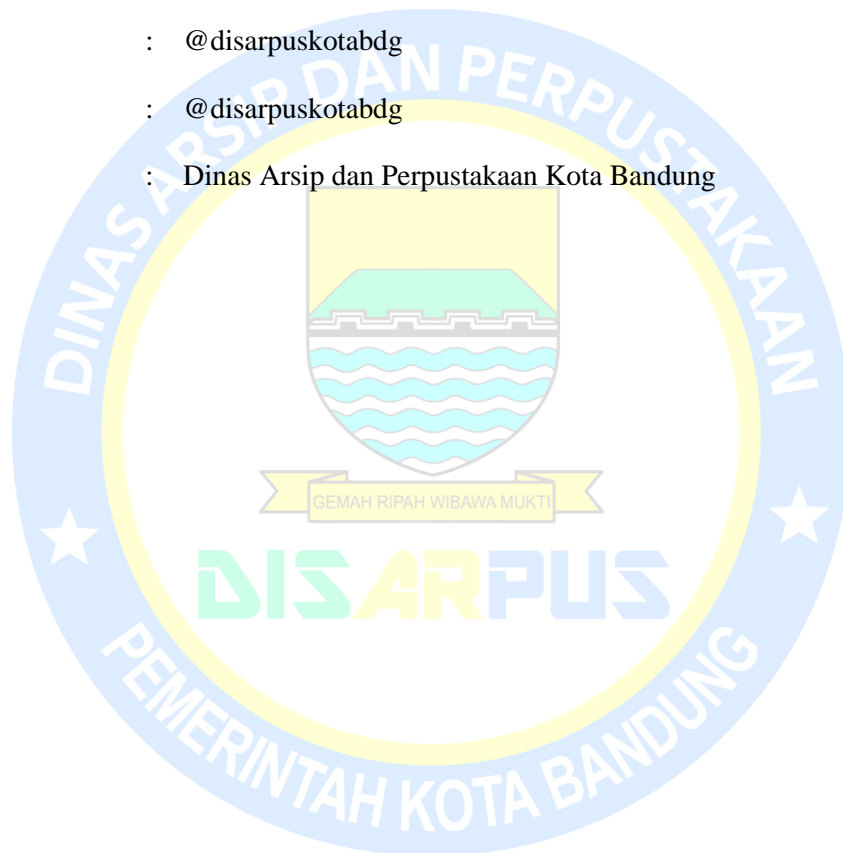 : @disarpuskotabdg
: @disarpuskotabdg
: Dinas Arsip dan Perpustakaan Kota Bandung
DINAS ARSIP DAN PERPUSTAKAAN
GEMAH RIPAH WIBAWA MUKTI
DISARPUS
PEMERINTAH KOTA BANDUNG